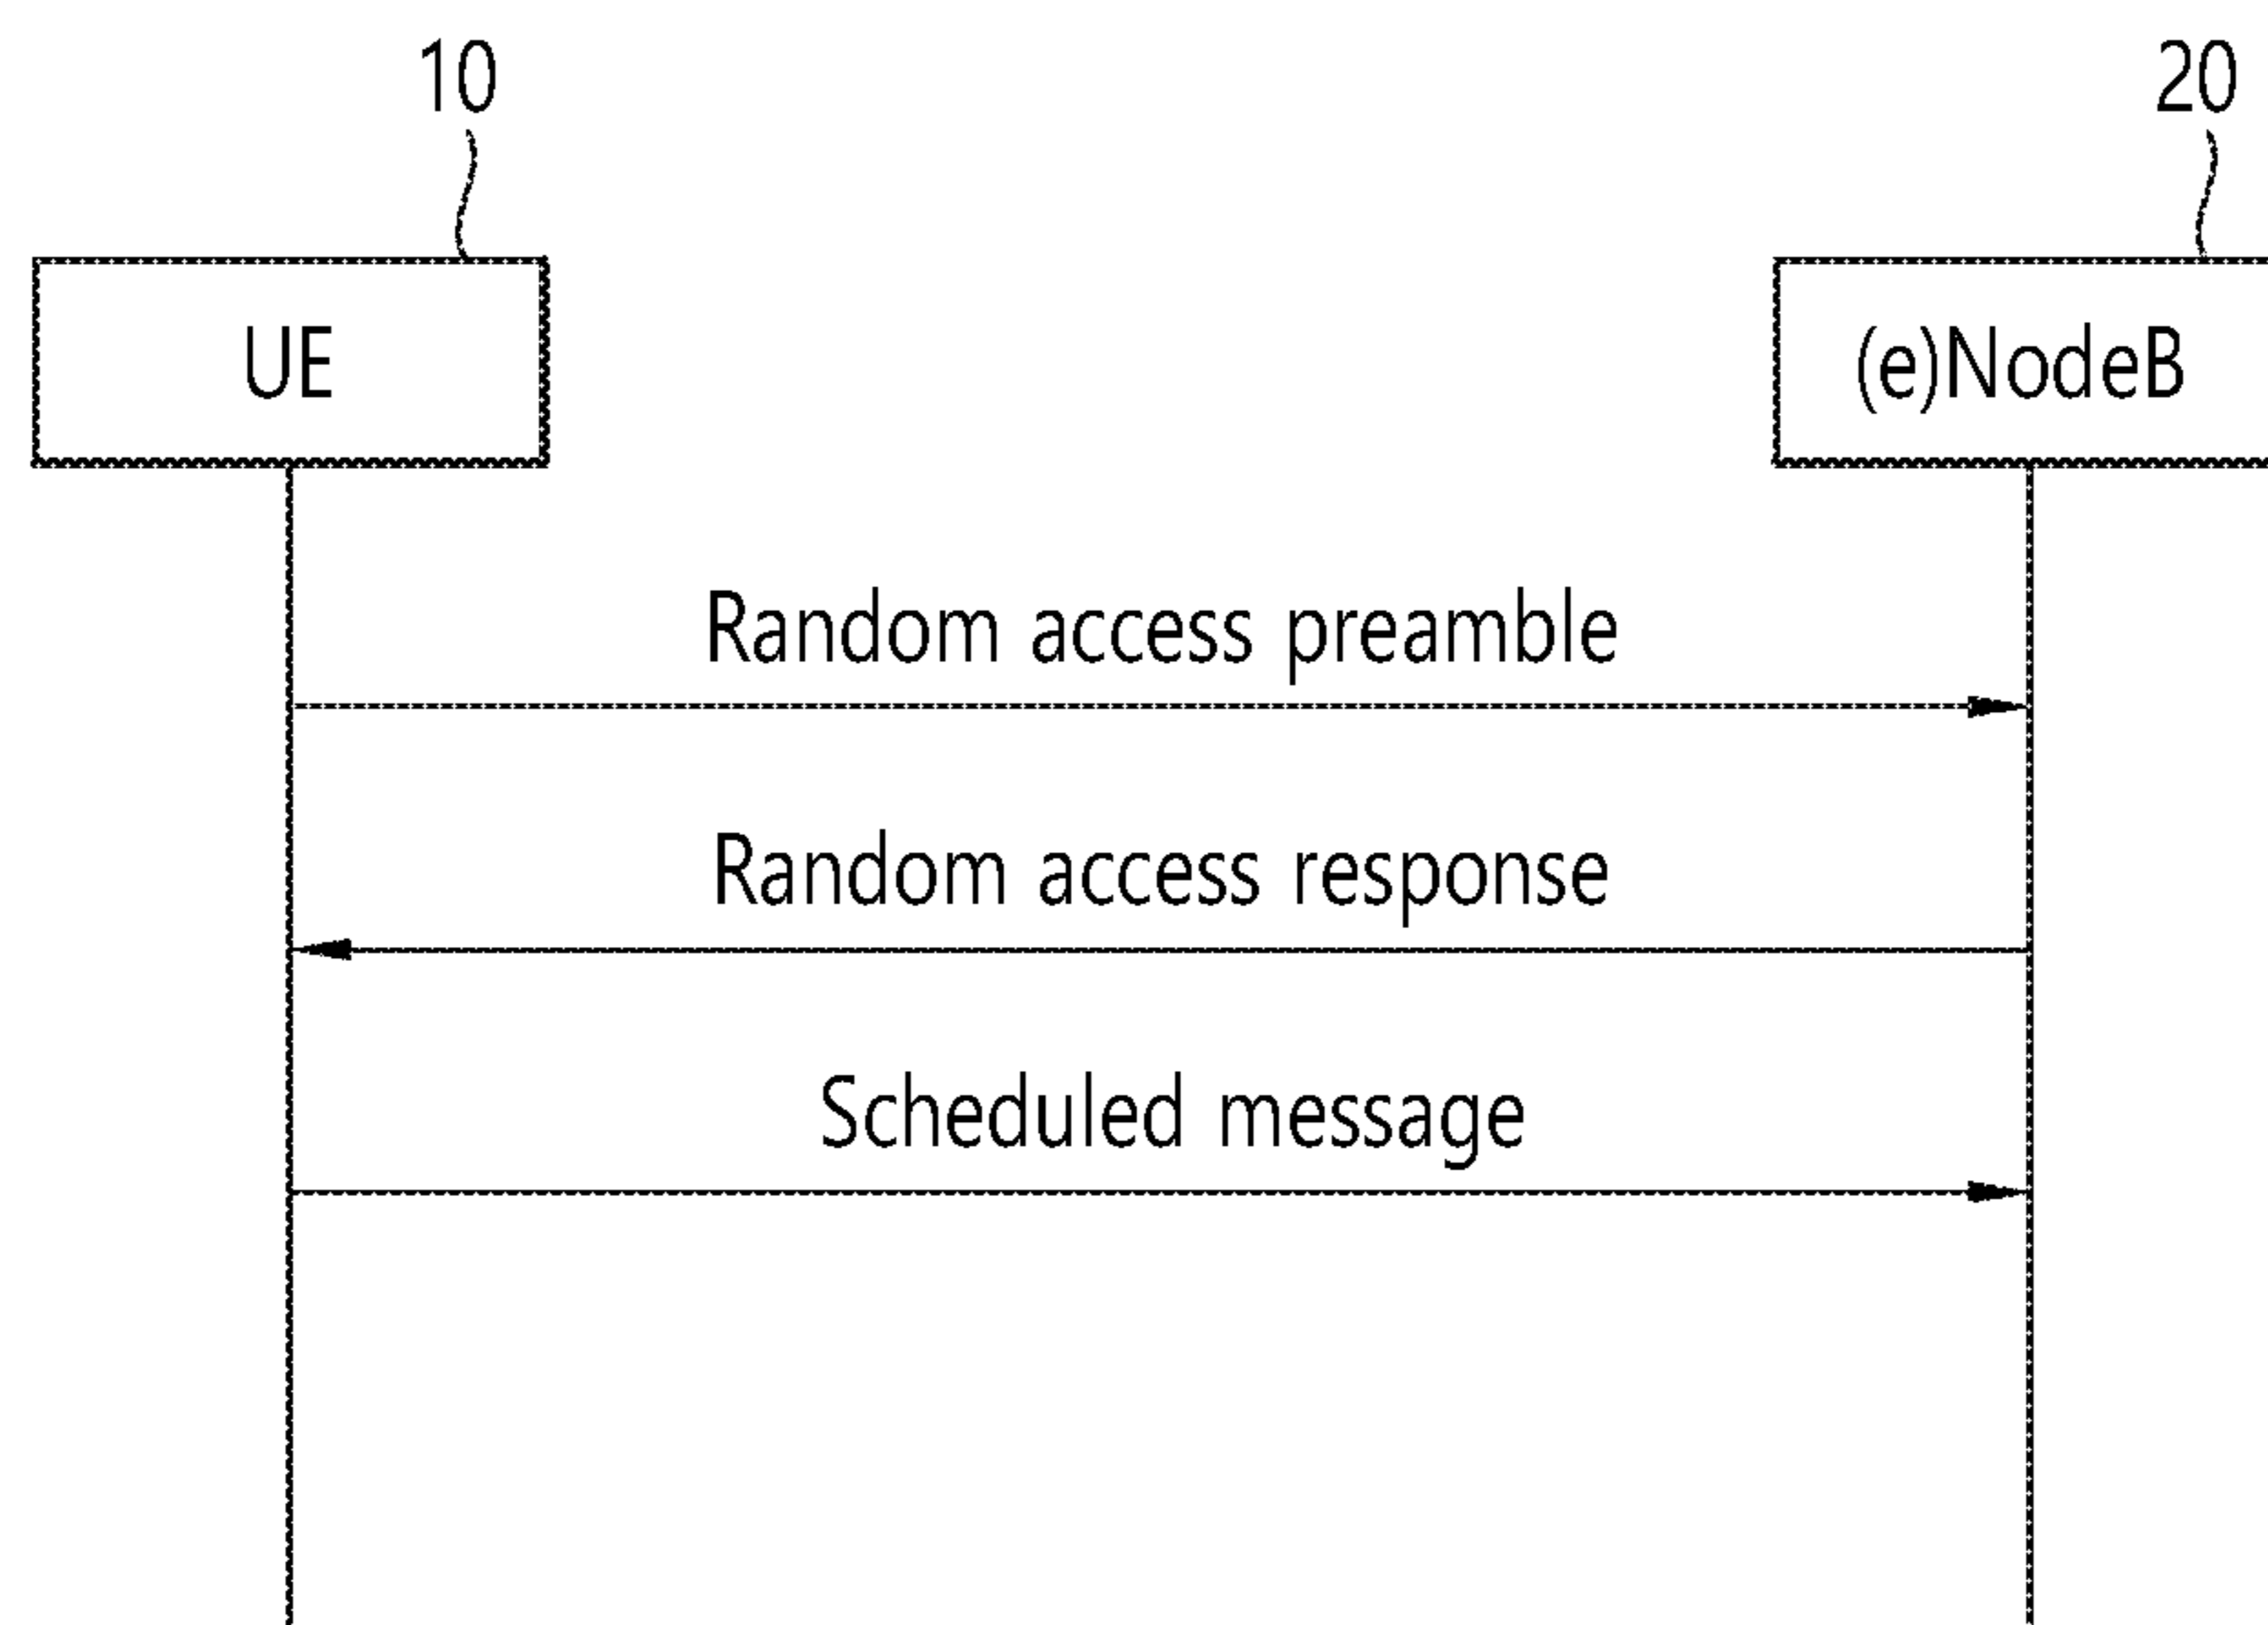 10
20
UE
(e)NodeB
Random access preamble
Random access response
Scheduled message